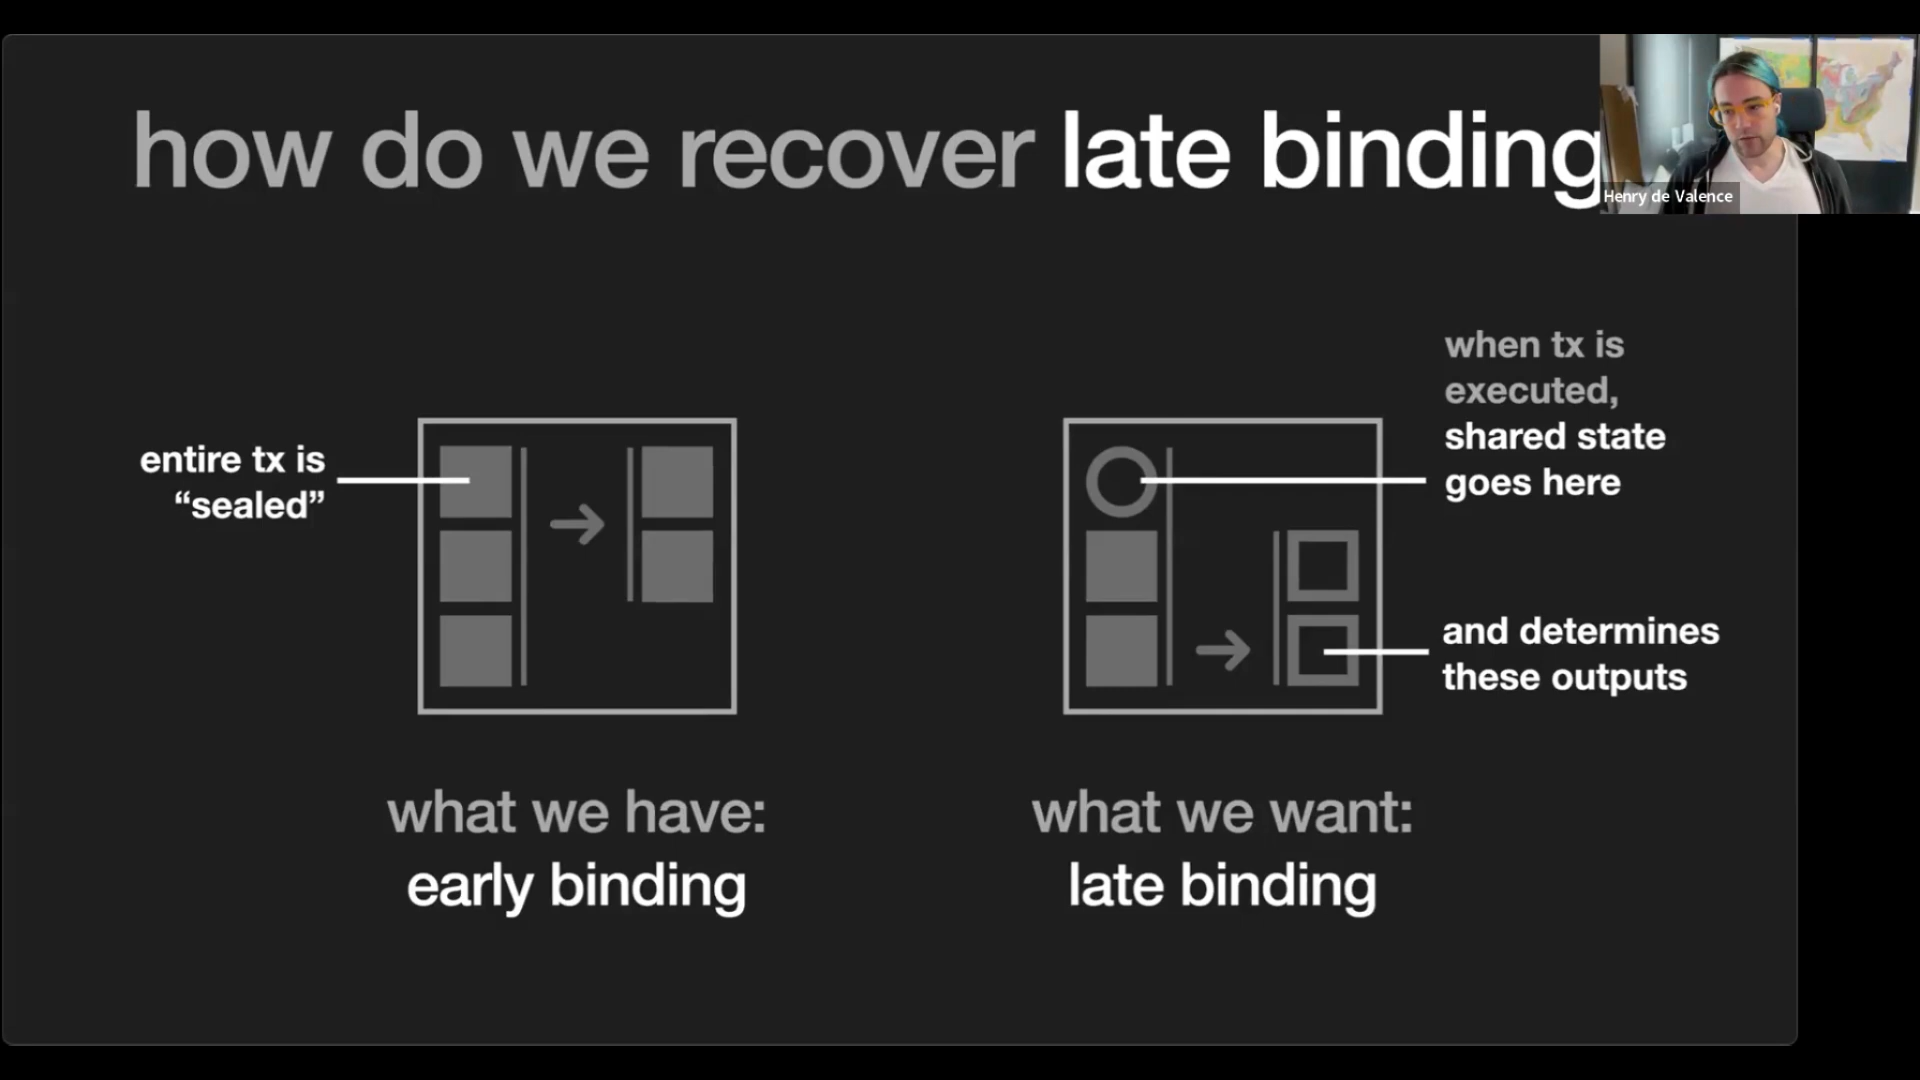 how do we recover late binding
Henry de Valence
entire tx is
“sealed”
when tx is
executed,
shared state
goes here
and determines
these outputs
what we have:
early binding
what we want:
late binding